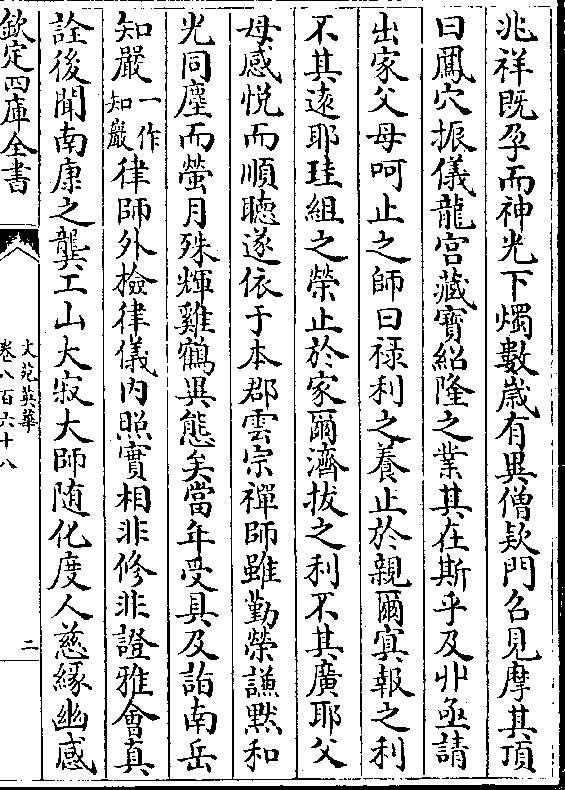 兆祥既孕而神光下燭數歲有異僧欵門召見摩其頂
曰鳳穴振儀龍宮藏寶紹隆之業其在斯乎及丱亟請
出家父母呵止之師曰禄利之養止於親爾冥報之利
不其遠耶珪組之榮止於家爾濟拔之利不其廣耶父
母感悦而順聽遂依于本郡雲宗禪師雖勤榮謙默和
光同塵而螢月殊輝雞鶴異態矣當年受具及詣南岳
知嚴一作知巖律師外檢律儀内照實相非修非證雅會真
詮後聞南康之龔工山大寂大師随化度人慈緣幽感
欽定四庫全書
文苑英華
卷八百六十八
二